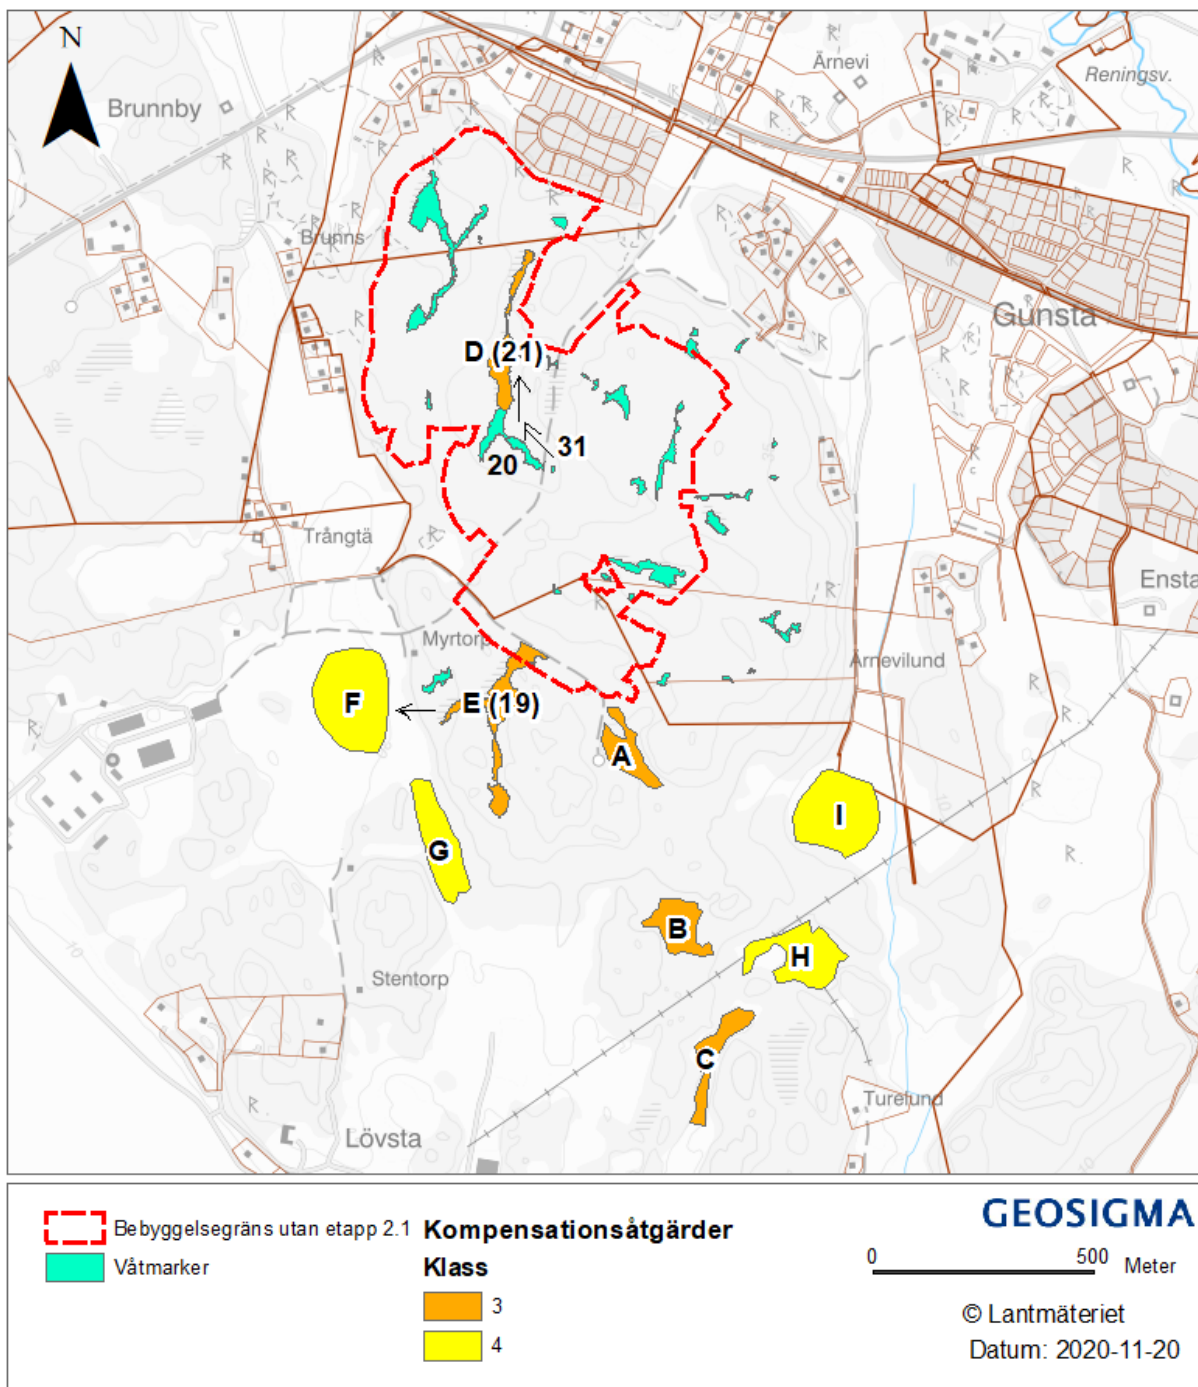 N
Brunnby
Ärnevi
Reningsv.
Brunns
Gunsta
D (21)
31
20
Trångtä
Ensta
Myrtorp
Ärnevilund
F
E (19)
A
I
G
B
H
Stentorp
C
Turelund
Lövsta
Bebyggelsegräns utan etapp 2.1
Våtmarker
Kompensationsåtgärder
Klass
3
4
GEOSIGMA
0 500 Meter
© Lantmäteriet
Datum: 2020-11-20